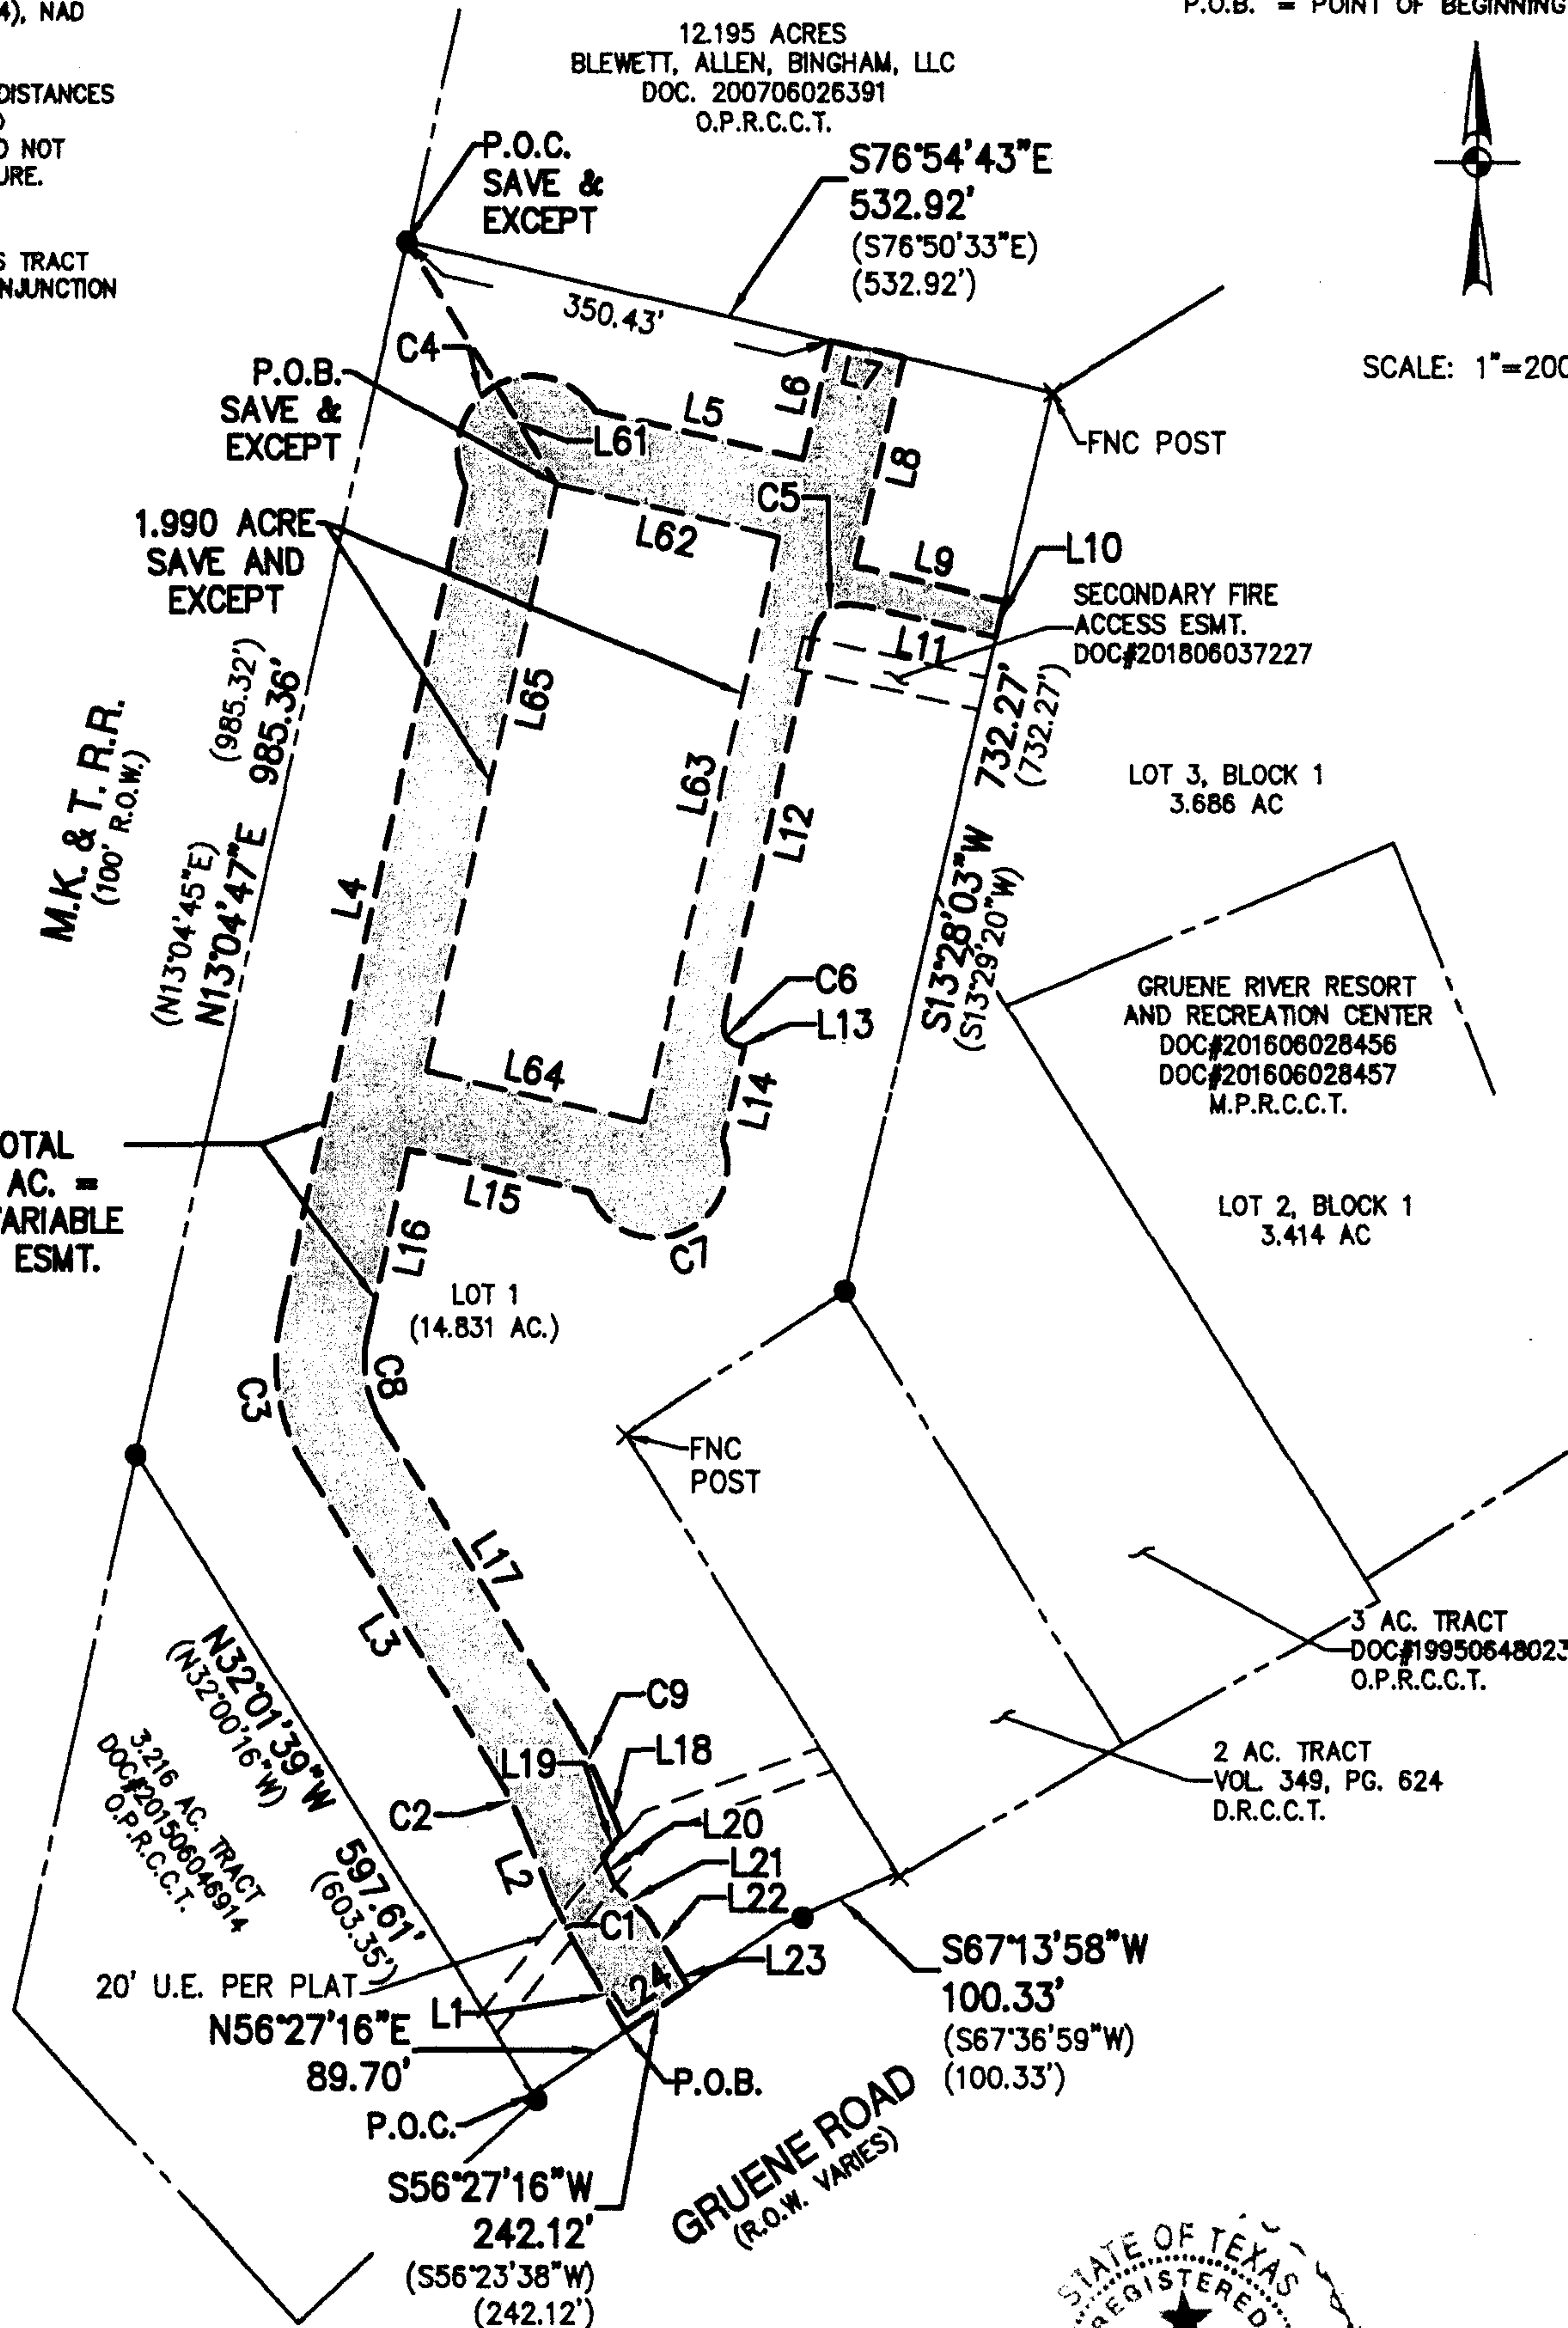 4), NAD
P.O.B. = POINT OF BEGINNING
DISTANCES
D NOT
URE.
S TRACT
NJUNCTION
12.195 ACRES
BLEWETT, ALLEN, BINGHAM, LLC
DOC. 200706026391
O.P.R.C.C.T.
P.O.C.
SAVE &
EXCEPT
S76°54'43"E
532.92'
(S76°50'33"E)
(532.92')
350.43'
SCALE: 1"=200
C4
P.O.B.
SAVE &
EXCEPT
L5
L6
L7
L8
L61
FNC POST
C5
1.990 ACRE
SAVE AND
EXCEPT
L62
L9
L10
SECONDARY FIRE
ACCESS ESMT.
DOC#201806037227
L11
(985.32')
985.36'
L65
M.K. & T. R.R.
(100' R.O.W.)
732.27'
(732.27')
L63
L12
LOT 3, BLOCK 1
3.686 AC
L4
(N13°04'45"E)
N13°04'47"E
S13°28'03"W
(S13°29'20"W)
C6
L13
GRUENE RIVER RESORT
AND RECREATION CENTER
DOC#201606028456
DOC#201606028457
M.P.R.C.C.T.
L64
L14
OTAL
AC. =
VARIABLE
ESMT.
L15
L16
C7
LOT 2, BLOCK 1
3.414 AC
LOT 1
(14.831 AC.)
C3
C8
FNC
POST
L17
L3
3 AC. TRACT
DOC#19950648023
O.P.R.C.C.T.
N32°01'39"W
(N32°00'16"W)
597.61'
(603.35')
3.216 AC. TRACT
DOC#201506046914
O.P.R.C.C.T.
C9
L19
L18
C2
2 AC. TRACT
VOL. 349, PG. 624
D.R.C.C.T.
L20
L2
L21
L22
C1
L23
L24
20' U.E. PER PLAT
L1
N56°27'16"E
89.70'
S67°13'58"W
100.33'
(S67°36'59"W)
(100.33')
P.O.B.
P.O.C.
GRUENE ROAD
(R.O.W. VARIES)
S56°27'16"W
242.12'
(S56°23'38"W)
(242.12')
STATE OF TEXAS
REGISTERED